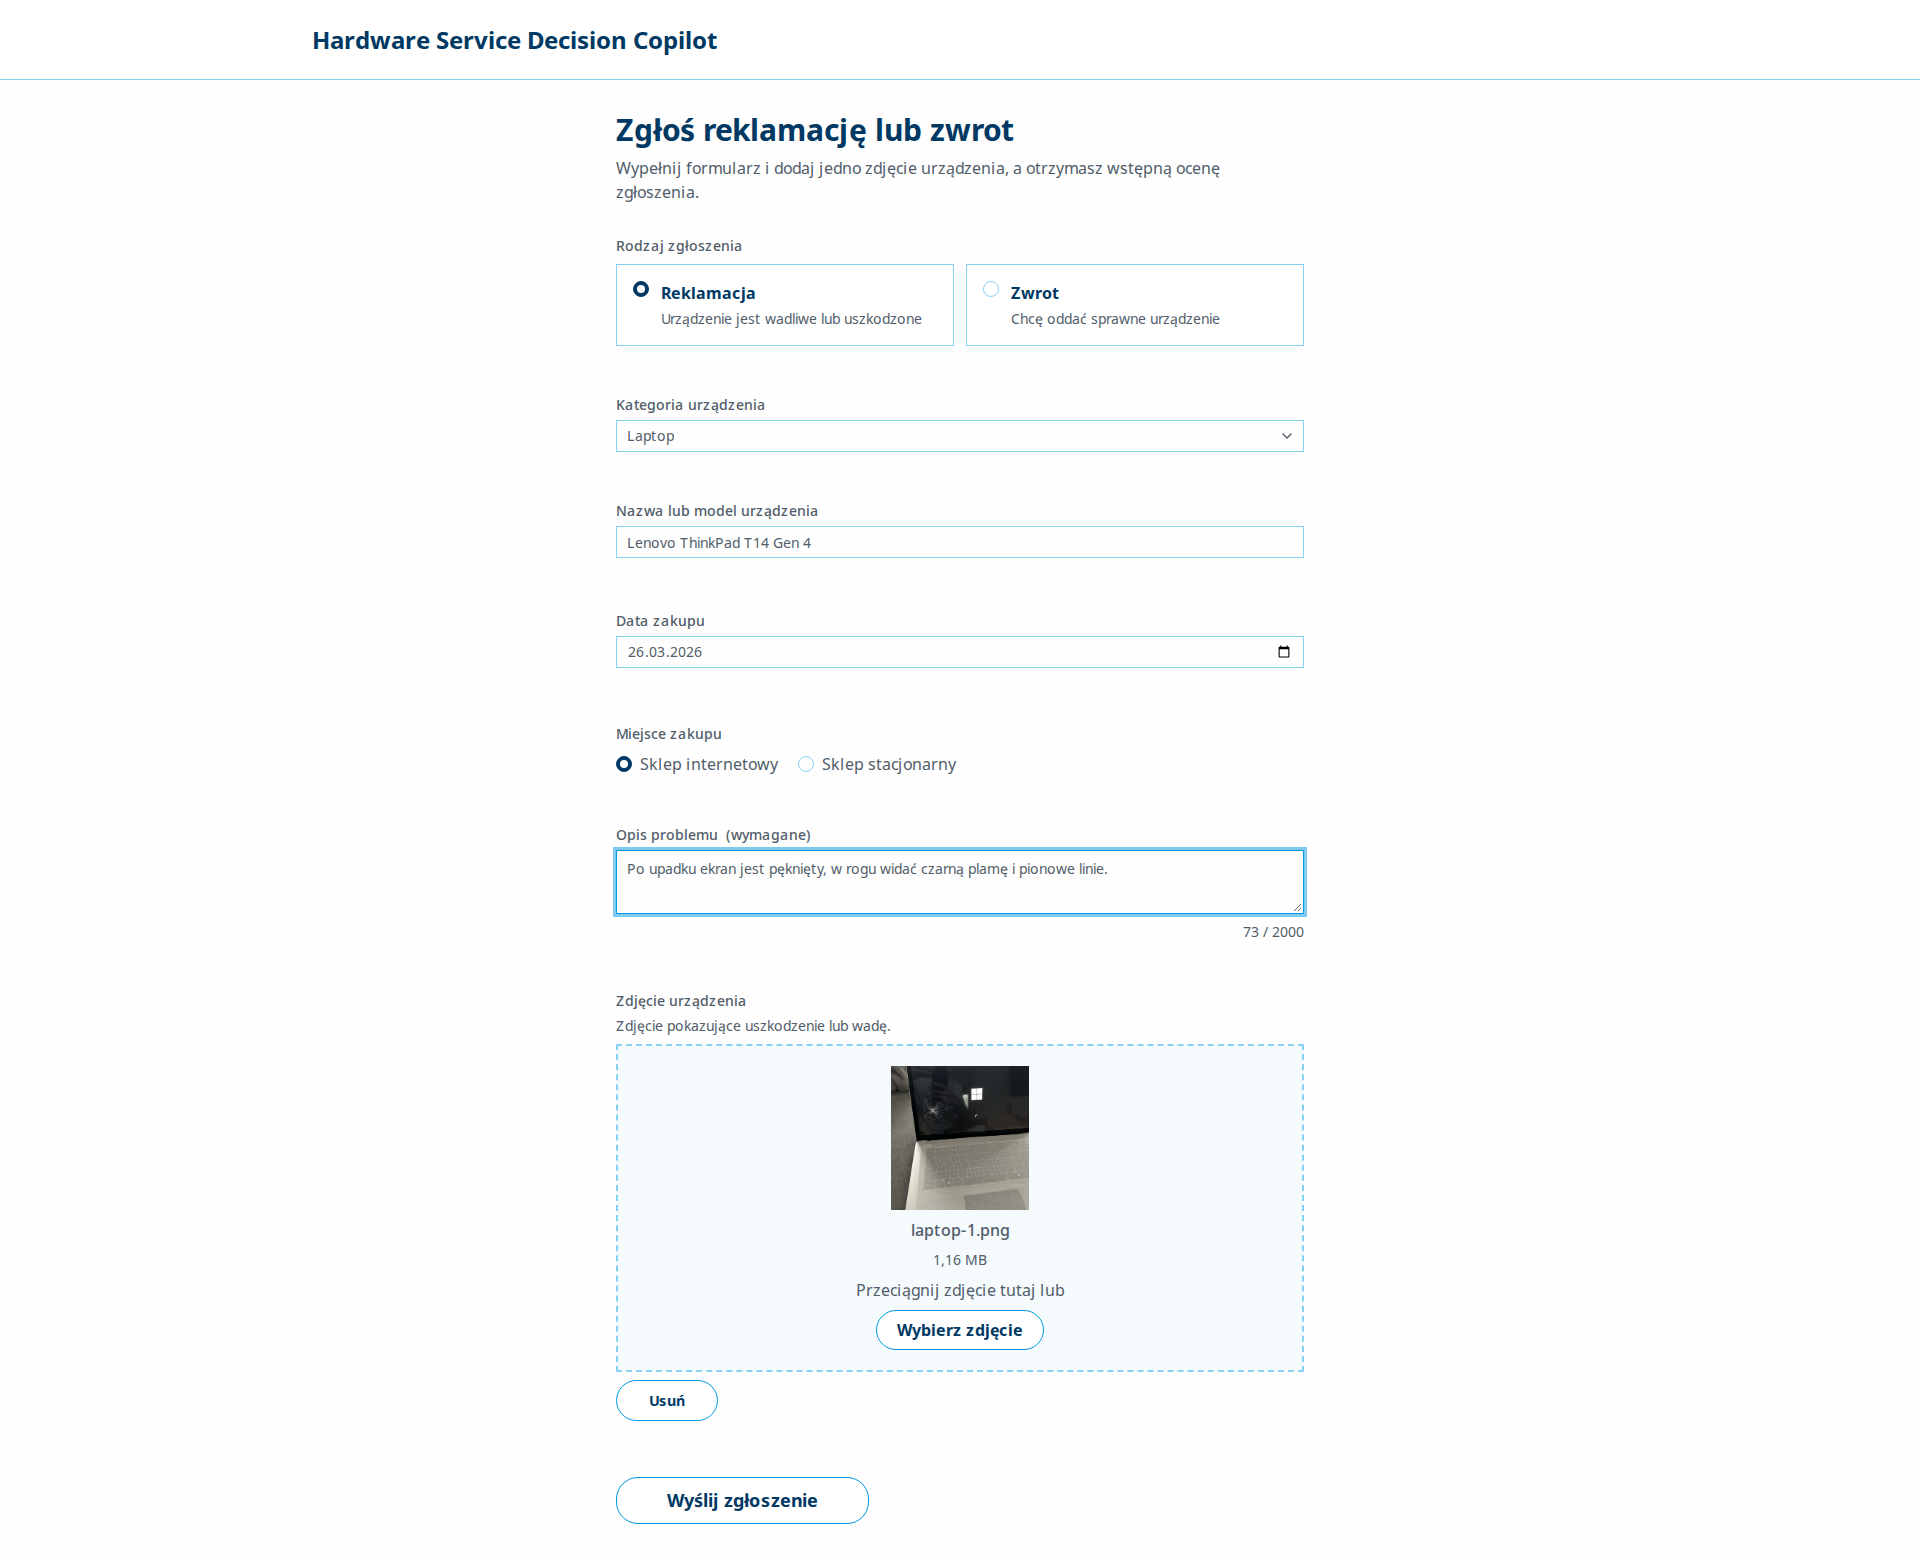 Hardware Service Decision Copilot
Zgłoś reklamację lub zwrot
Wypełnij formularz i dodaj jedno zdjęcie urządzenia, a otrzymasz wstępną ocenę
zgłoszenia.
Rodzaj zgłoszenia
Reklamacja
Urządzenie jest wadliwe lub uszkodzone
Zwrot
Chcę oddać sprawne urządzenie
Kategoria urządzenia
Laptop
Nazwa lub model urządzenia
Lenovo ThinkPad T14 Gen 4
Data zakupu
26.03.2026
Miejsce zakupu
Sklep internetowy
Sklep stacjonarny
Opis problemu (wymagane)
Po upadku ekran jest pęknięty, w rogu widać czarną plamę i pionowe linie.
73 / 2000
Zdjęcie urządzenia
Zdjęcie pokazujące uszkodzenie lub wadę.
laptop-1.png
1,16 MB
Przeciągnij zdjęcie tutaj lub
Wybierz zdjęcie
Usuń
Wyślij zgłoszenie